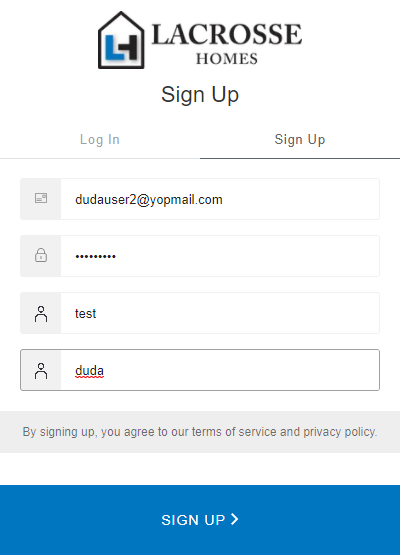 LACROSSE
HOMES
Sign Up
Log In Sign Up
dudauser2@yopmail.com
•••••••••
test
duda
By signing up, you agree to our terms of service and privacy policy.
SIGN UP